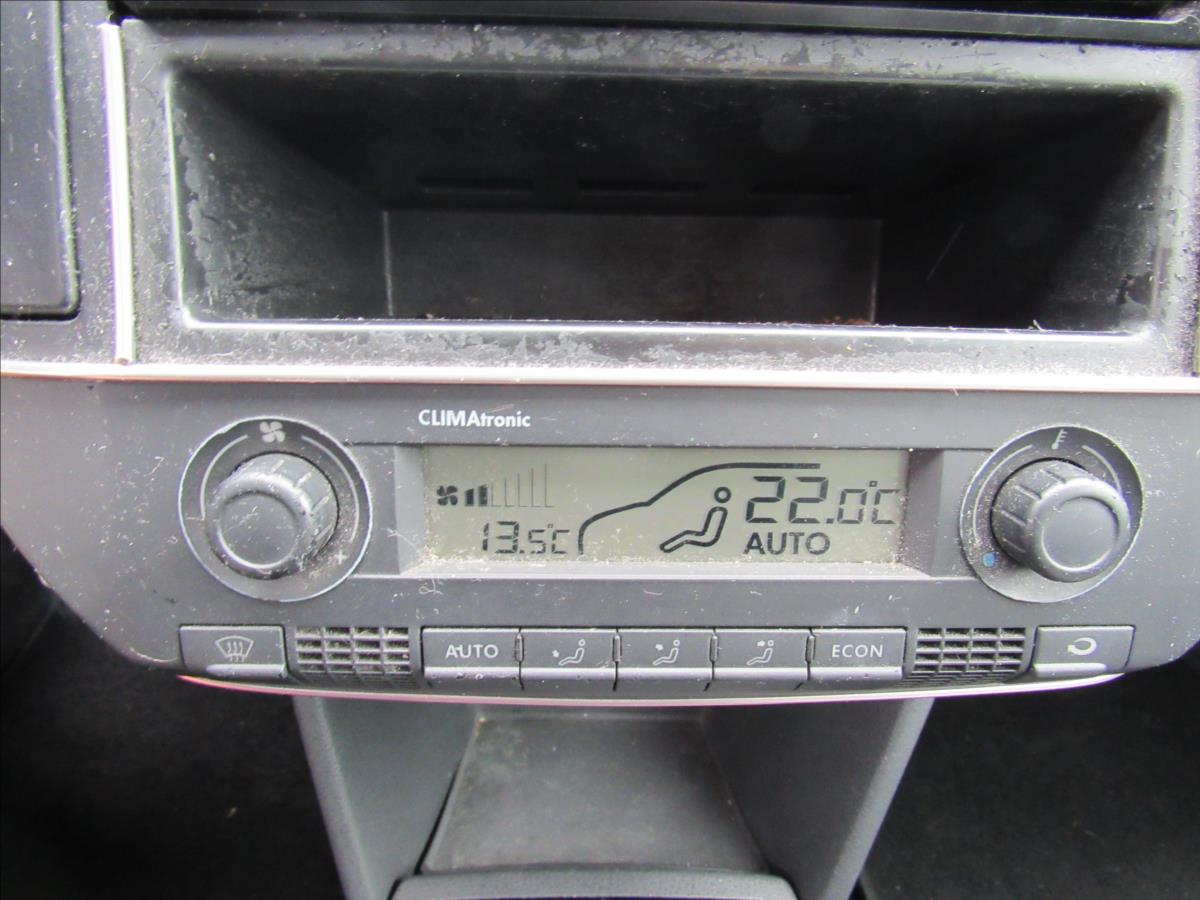 CLIMAtronic
22.0°C
13.5°C
AUTO
AUTO
ECON